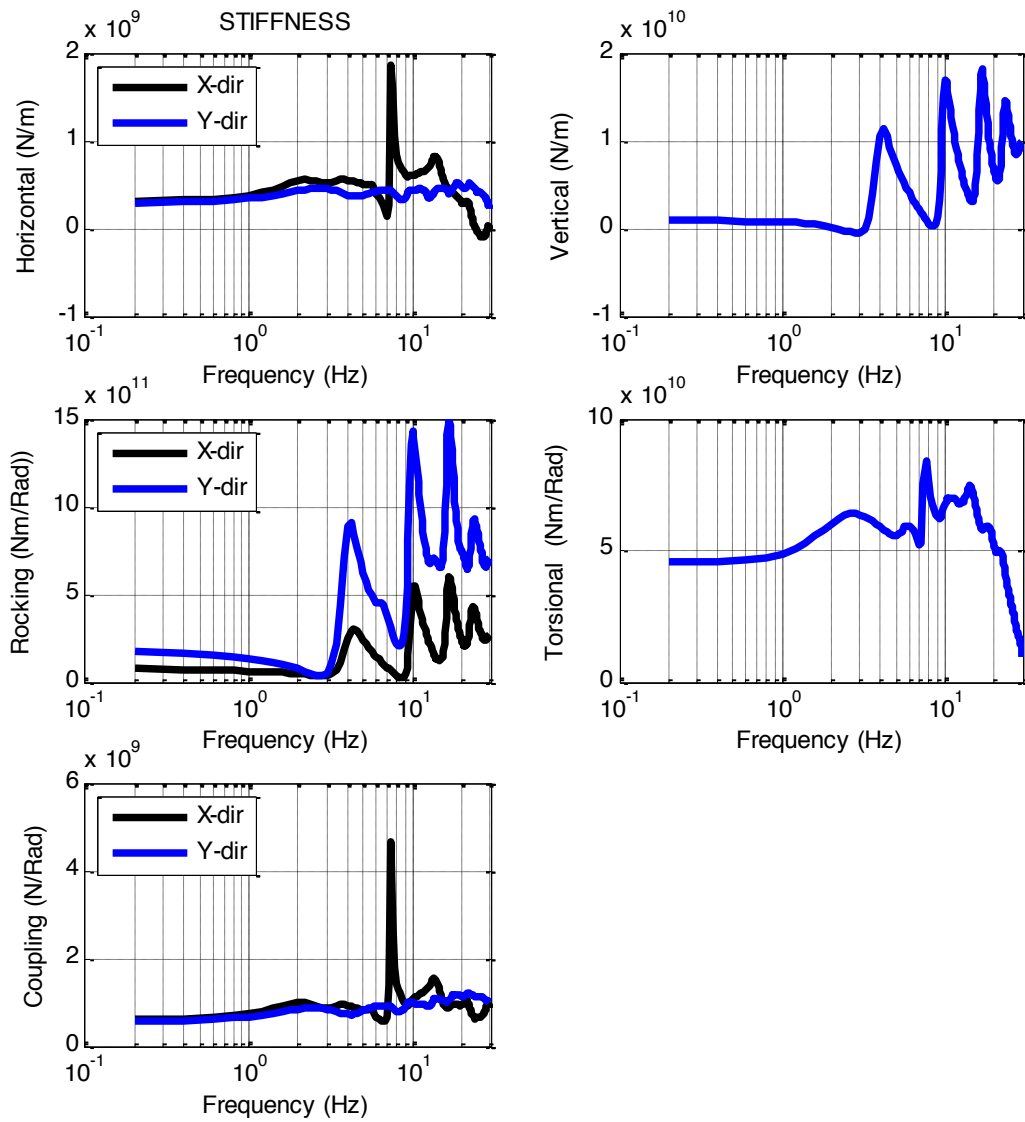 STIFFNESS
x 10^9
2
1
0
-1
Horizontal (N/m)
X-dir
Y-dir
10^-1
10^0
10^1
Frequency (Hz)
x 10^10
2
1
0
-1
Vertical (N/m)
10^-1
10^0
10^1
Frequency (Hz)
x 10^11
15
10
5
0
Rocking (Nm/Rad))
X-dir
Y-dir
10^-1
10^0
10^1
Frequency (Hz)
x 10^10
10
5
0
Torsional (Nm/Rad)
10^-1
10^0
10^1
Frequency (Hz)
x 10^9
6
4
2
0
Coupling (N/Rad)
X-dir
Y-dir
10^-1
10^0
10^1
Frequency (Hz)